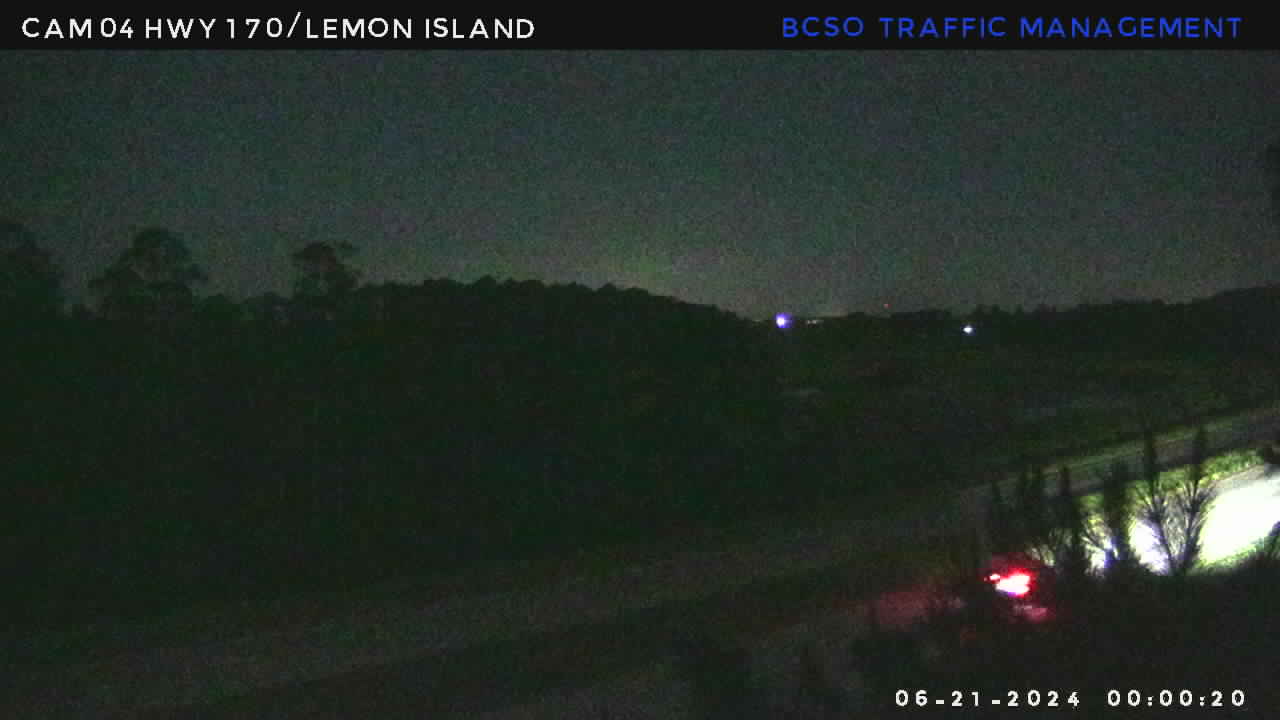 CAM04 HWY 170/LEMON ISLAND
BCSO TRAFFIC MANAGEMENT
06-21-2024 00:00:20